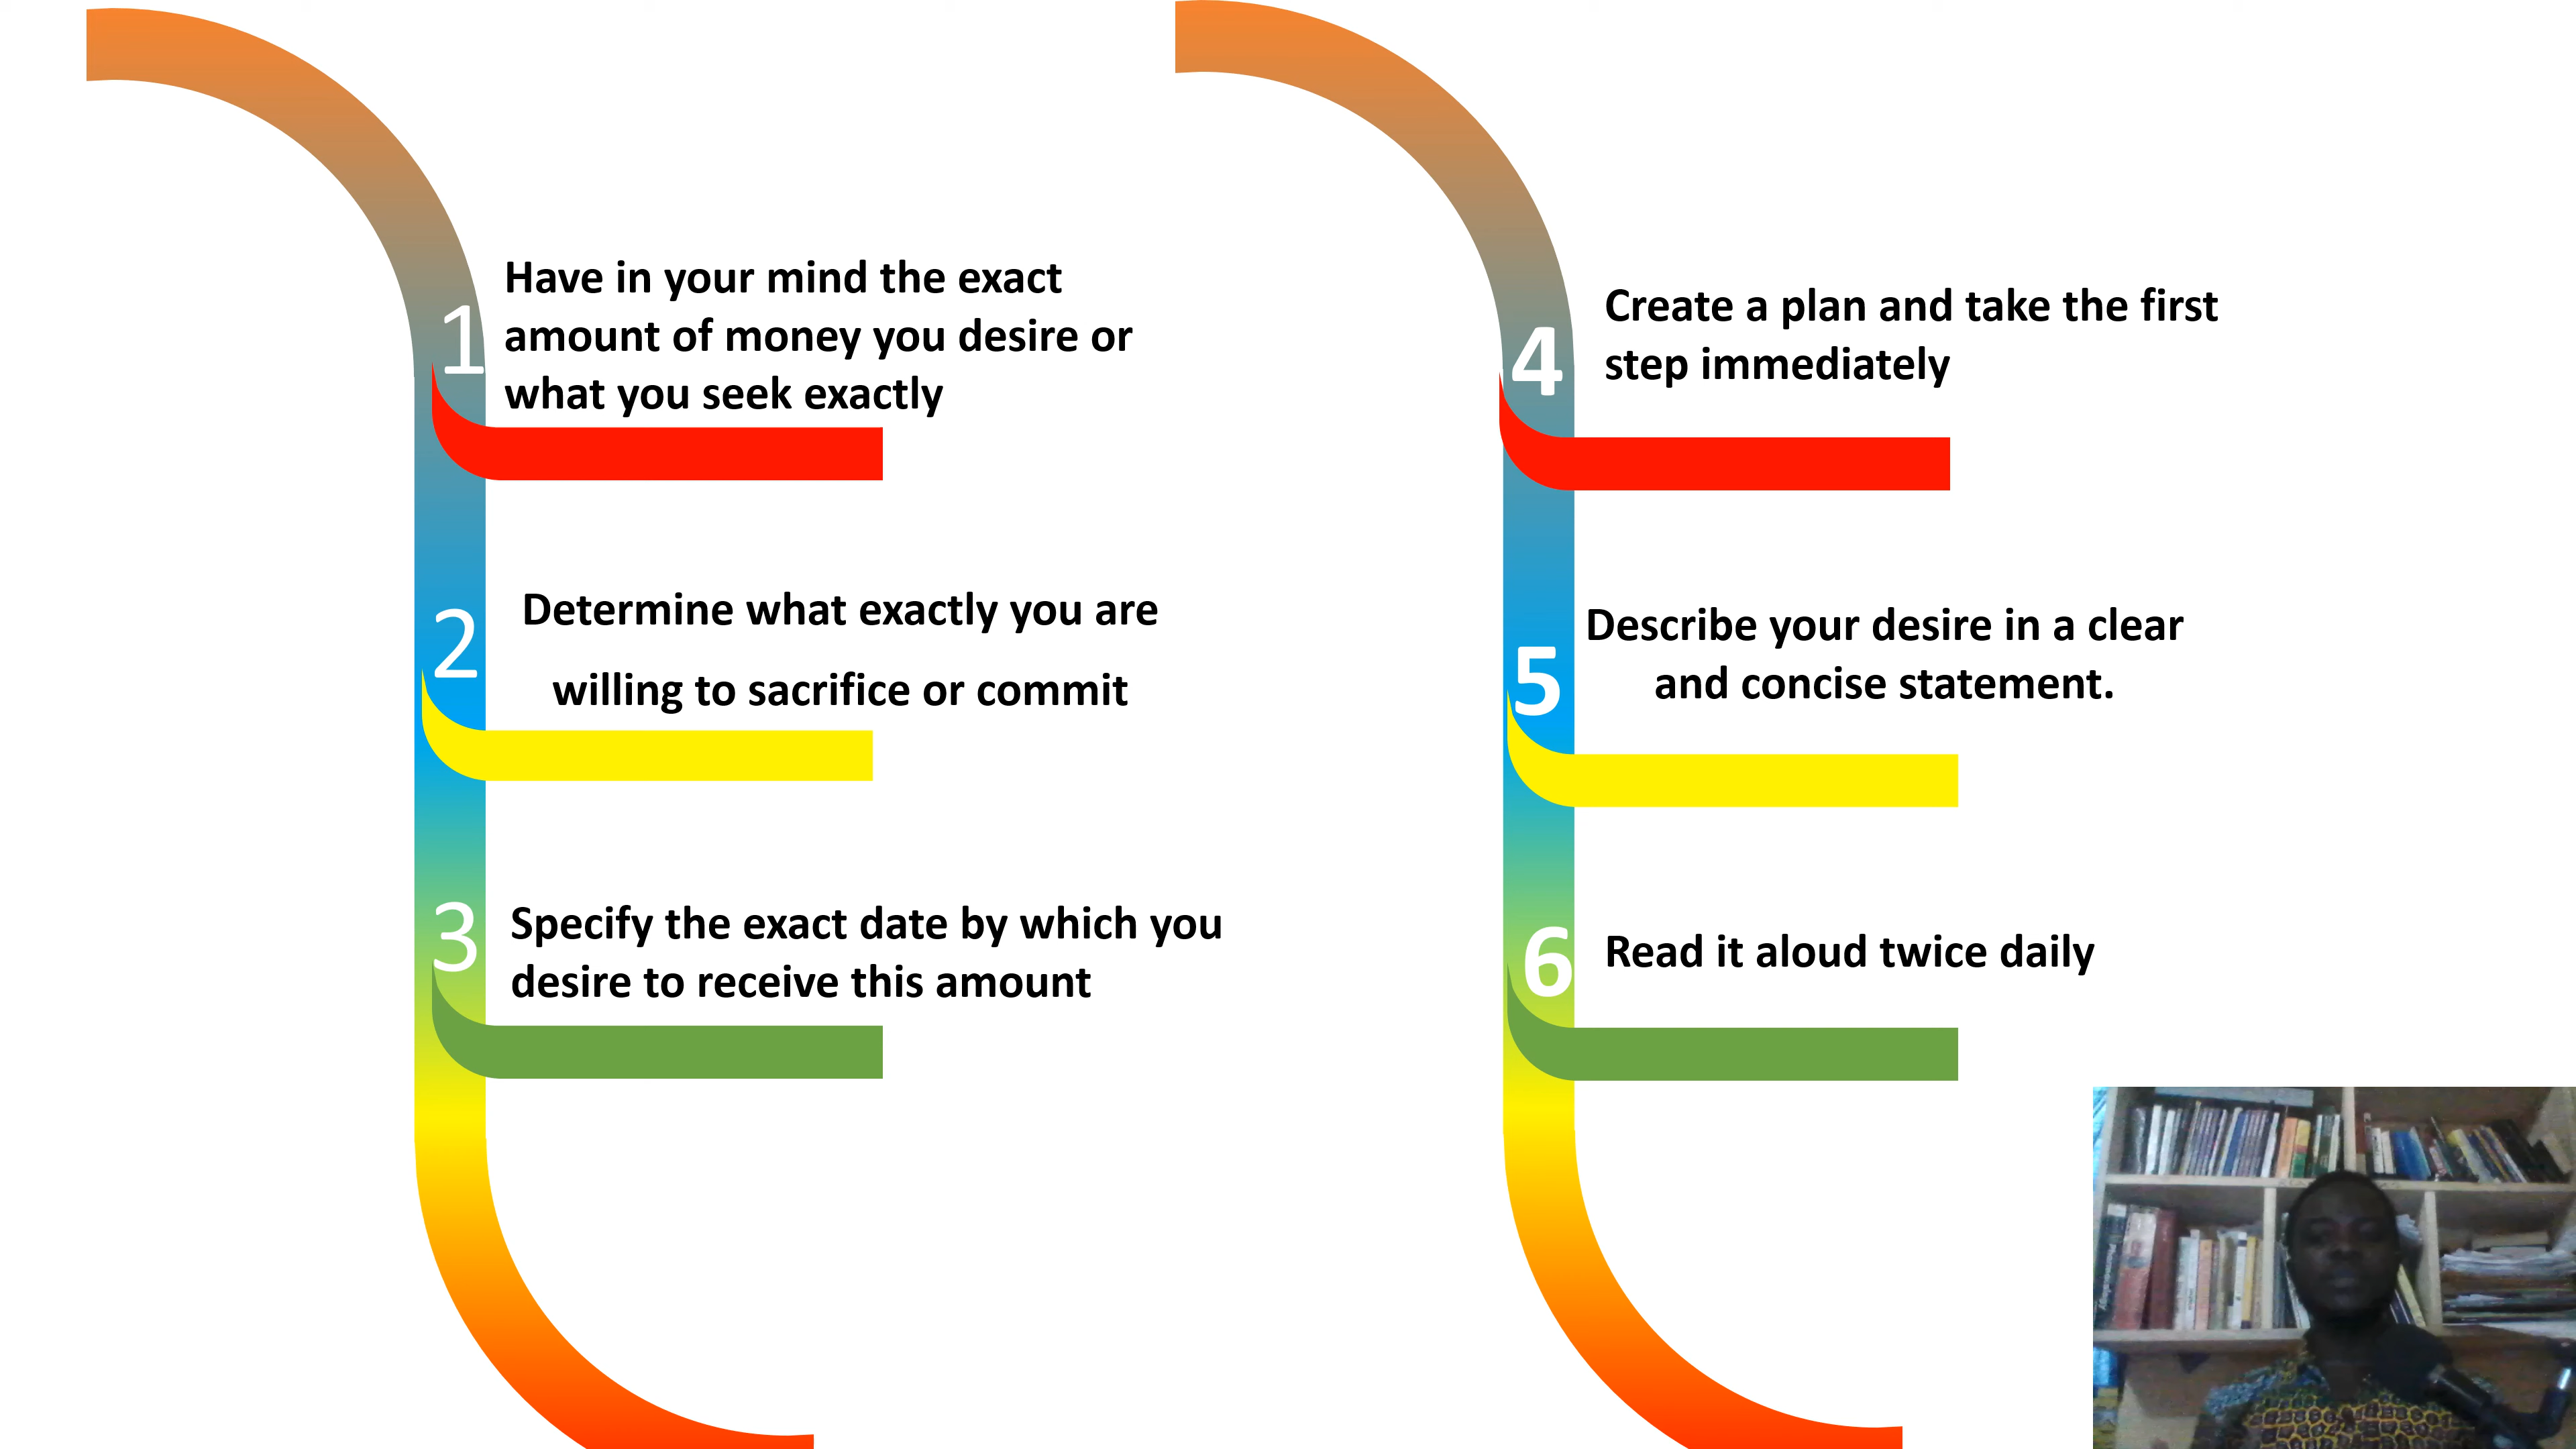 1
Have in your mind the exact
amount of money you desire or
what you seek exactly
2
Determine what exactly you are
willing to sacrifice or commit
3
Specify the exact date by which you
desire to receive this amount
4
Create a plan and take the first
step immediately
5
Describe your desire in a clear
and concise statement.
6
Read it aloud twice daily